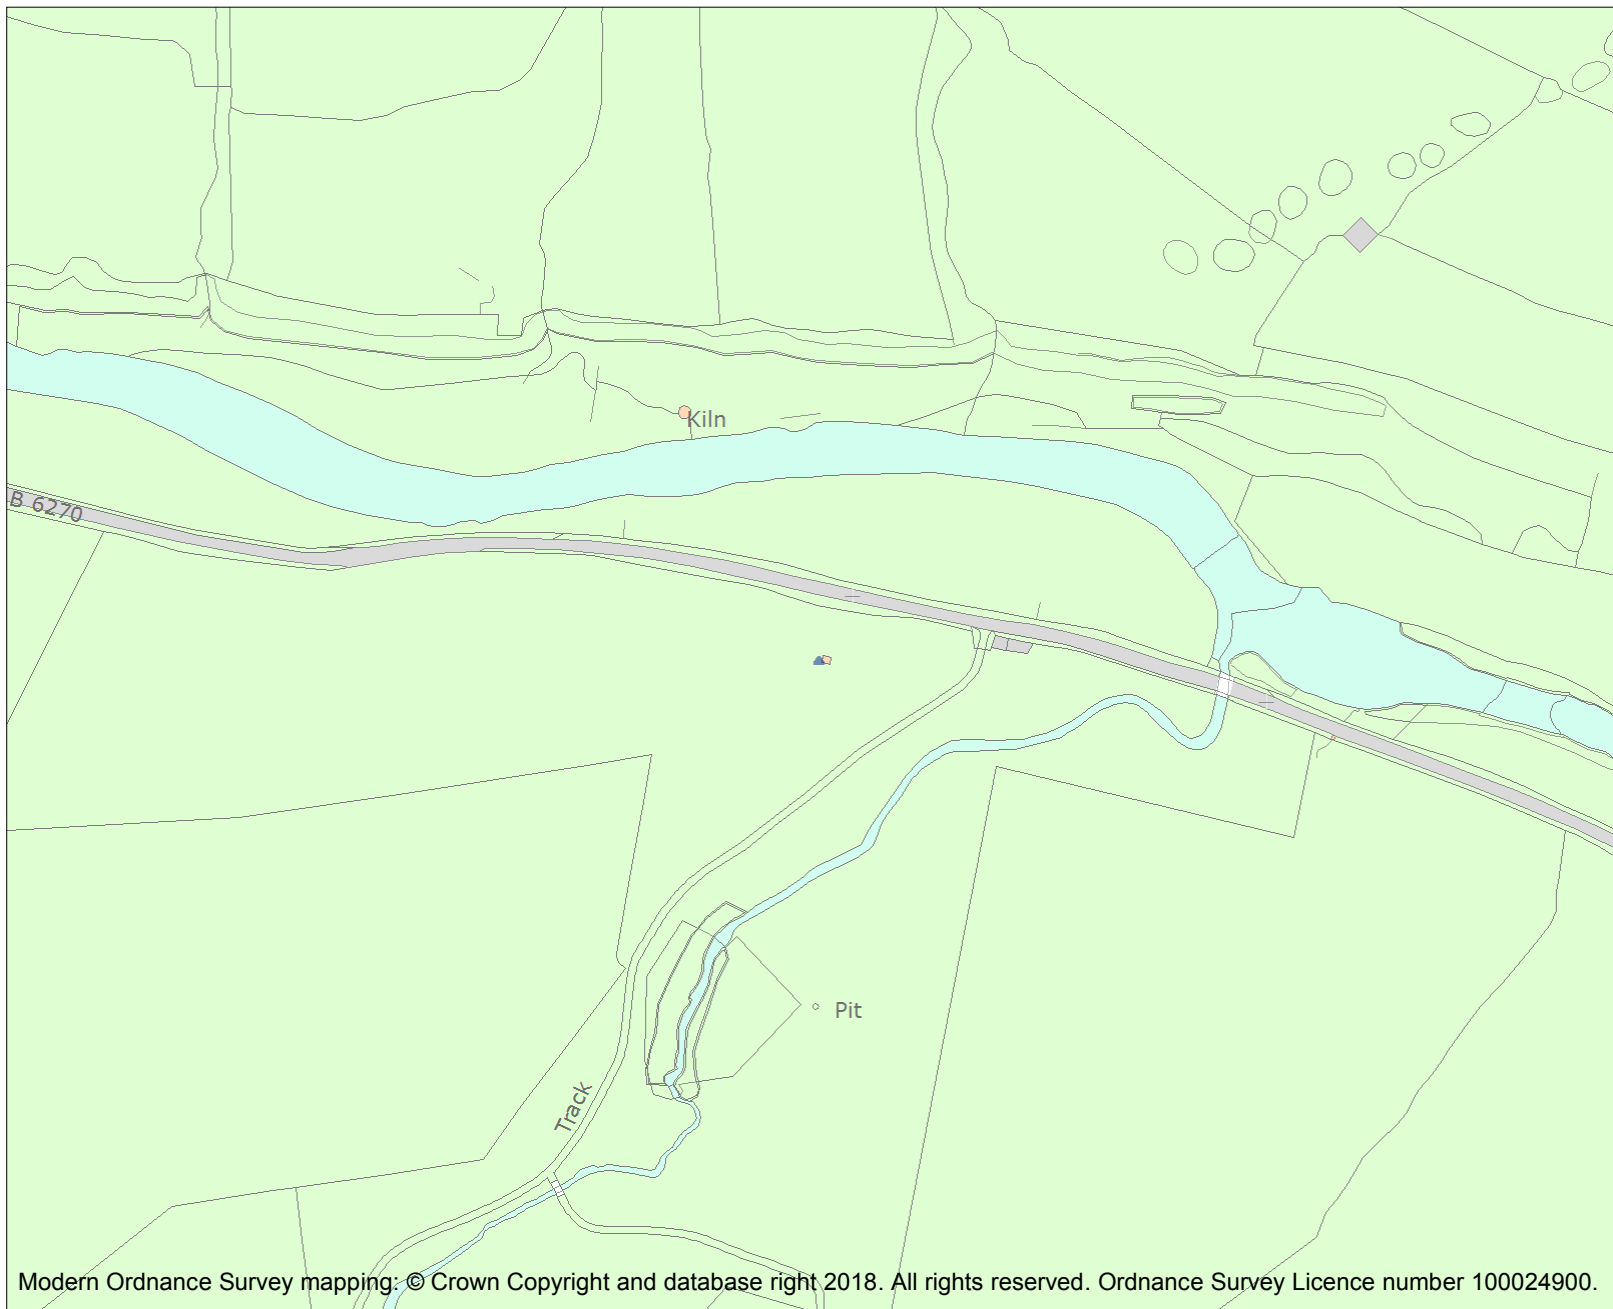 Kiln
B 6270
Pit
Track
Modern Ordnance Survey mapping: © Crown Copyright and database right 2018. All rights reserved. Ordnance Survey Licence number 100024900.